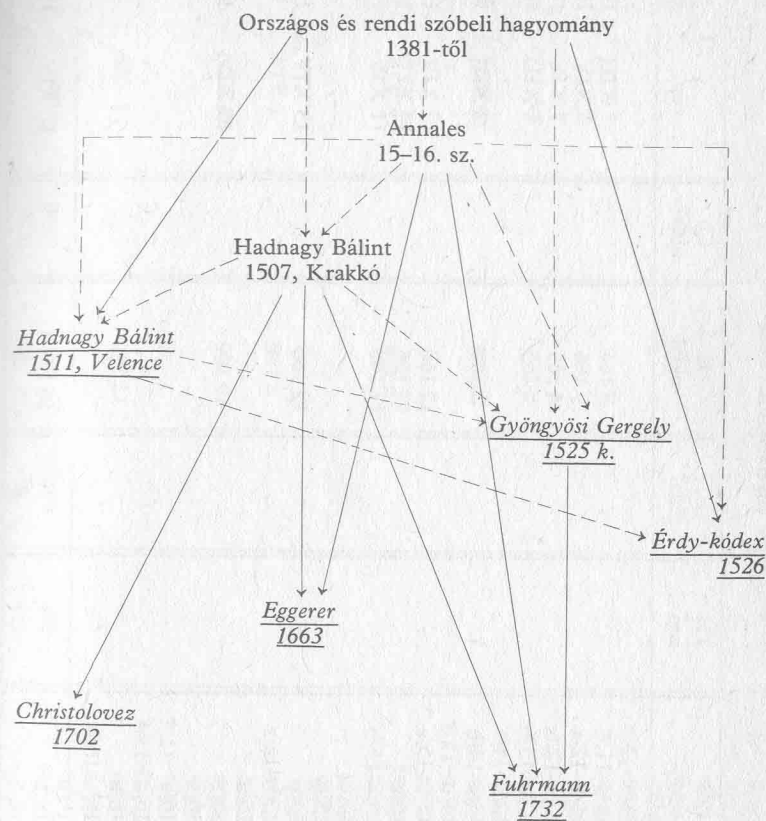 Országos és rendi szóbeli hagyomány
1381-től
Annales
15–16. sz.
Hadnagy Bálint
1507, Krakkó
Hadnagy Bálint
1511, Velence
Gyöngyösi Gergely
1525 k.
Érdy-kódex
1526
Eggerer
1663
Christolovez
1702
Fuhrmann
1732